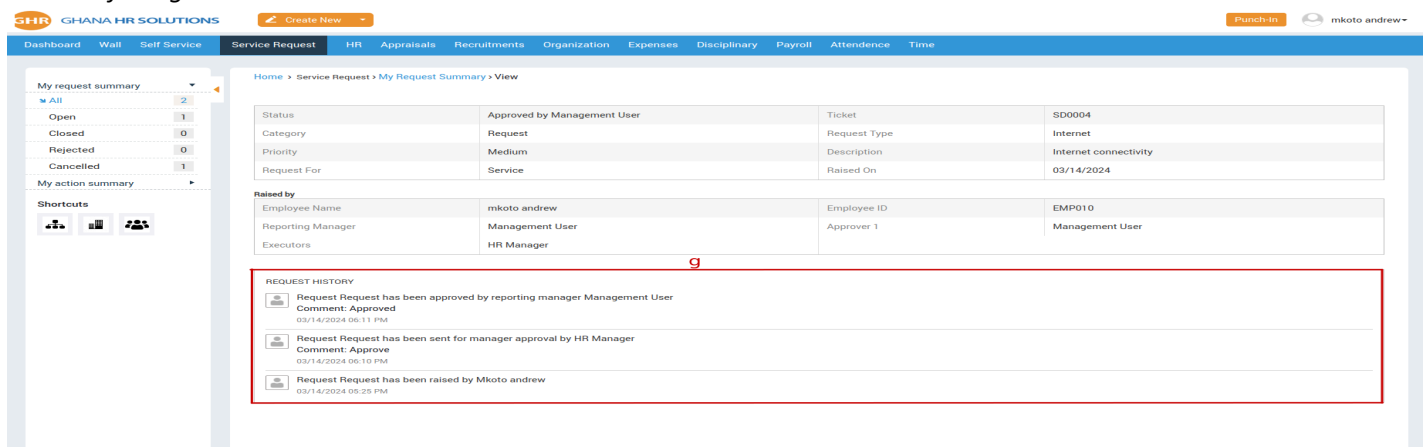 GHR GHANA HR SOLUTIONS Create New Punch-In mkoto andrew
Dashboard Wall Self Service Service Request HR Appraisals Recruitments Organization Expenses Disciplinary Payroll Attendence Time
Home > Service Request > My Request Summary > View
My request summary
All 2
Open 1
Closed 0
Rejected 0
Cancelled 1
My action summary
Shortcuts
Status Approved by Management User Ticket SD0004
Category Request Request Type Internet
Priority Medium Description Internet connectivity
Request For Service Raised On 03/14/2024
Raised by
Employee Name mkoto andrew Employee ID EMP010
Reporting Manager Management User Approver 1 Management User
Executors HR Manager
g
REQUEST HISTORY
Request Request has been approved by reporting manager Management User
Comment: Approved
03/14/2024 06:11 PM
Request Request has been sent for manager approval by HR Manager
Comment: Approve
03/14/2024 06:10 PM
Request Request has been raised by Mkoto andrew
03/14/2024 05:25 PM